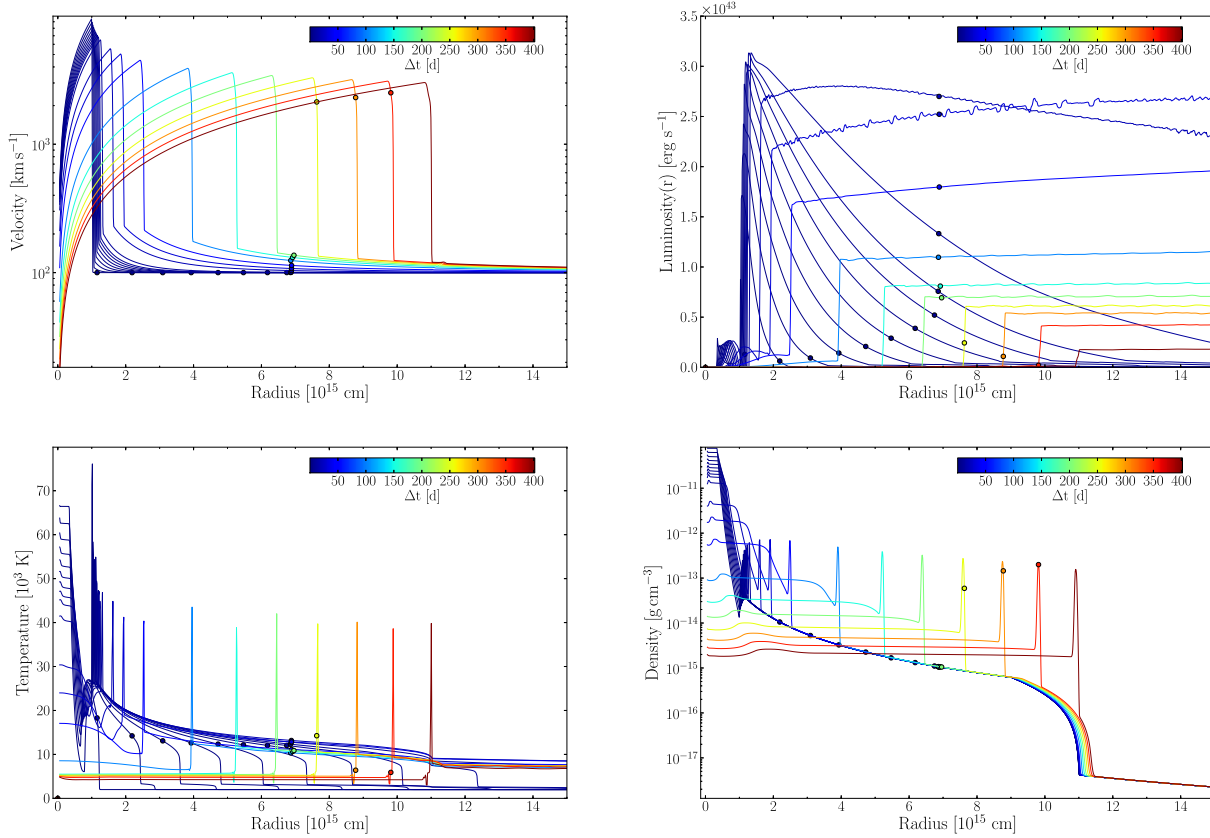 50 100 150 200 250 300 350 400
Δt [d]
10³
10²
Velocity [km s⁻¹]
0 2 4 6 8 10 12 14
Radius [10¹⁵ cm]
×10⁴³
3.5
3.0
2.5
2.0
1.5
1.0
0.5
0.0
Luminosity(r) [erg s⁻¹]
50 100 150 200 250 300 350 400
Δt [d]
0 2 4 6 8 10 12 14
Radius [10¹⁵ cm]
50 100 150 200 250 300 350 400
Δt [d]
70
60
50
40
30
20
10
0
Temperature [10³ K]
0 2 4 6 8 10 12 14
Radius [10¹⁵ cm]
50 100 150 200 250 300 350 400
Δt [d]
10⁻¹¹
10⁻¹²
10⁻¹³
10⁻¹⁴
10⁻¹⁵
10⁻¹⁶
10⁻¹⁷
Density [g cm⁻³]
0 2 4 6 8 10 12 14
Radius [10¹⁵ cm]